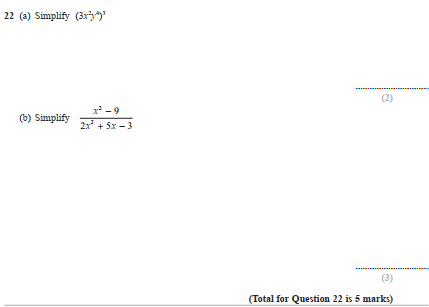 22 (a) Simplify (3x²y⁴)³
(2)
(b) Simplify (x² – 9)/(2x² + 5x – 3)
(3)
(Total for Question 22 is 5 marks)